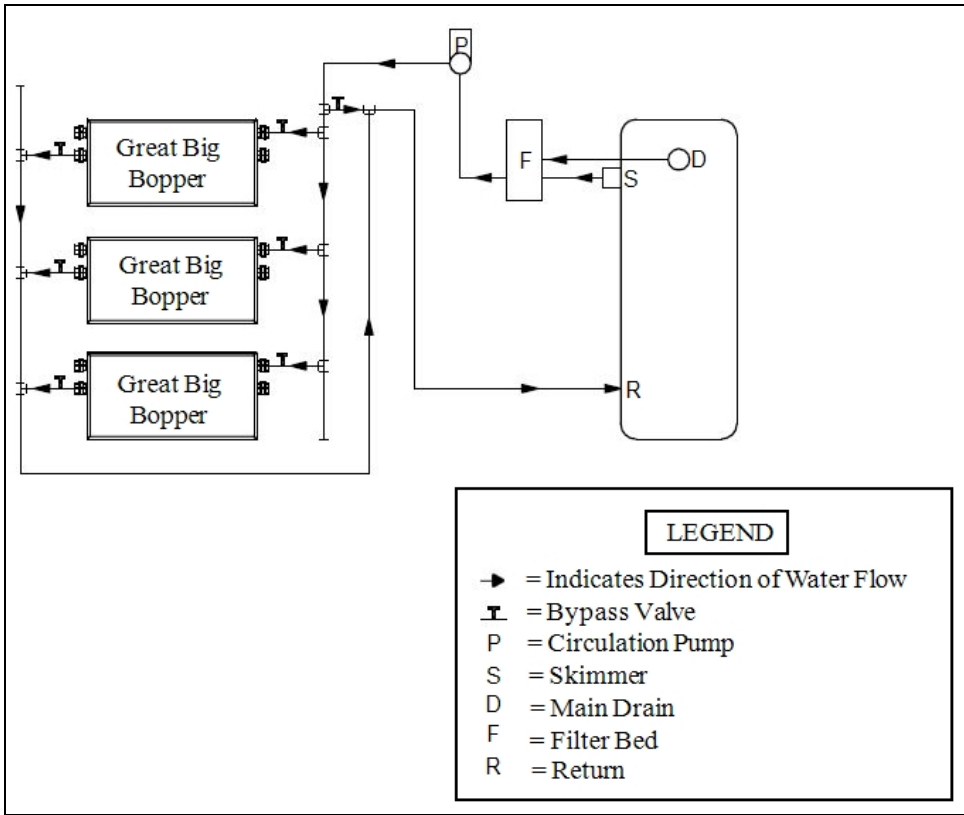 P
Great Big
Bopper
F
D
S
Great Big
Bopper
Great Big
Bopper
R
LEGEND
= Indicates Direction of Water Flow
T = Bypass Valve
P = Circulation Pump
S = Skimmer
D = Main Drain
F = Filter Bed
R = Return